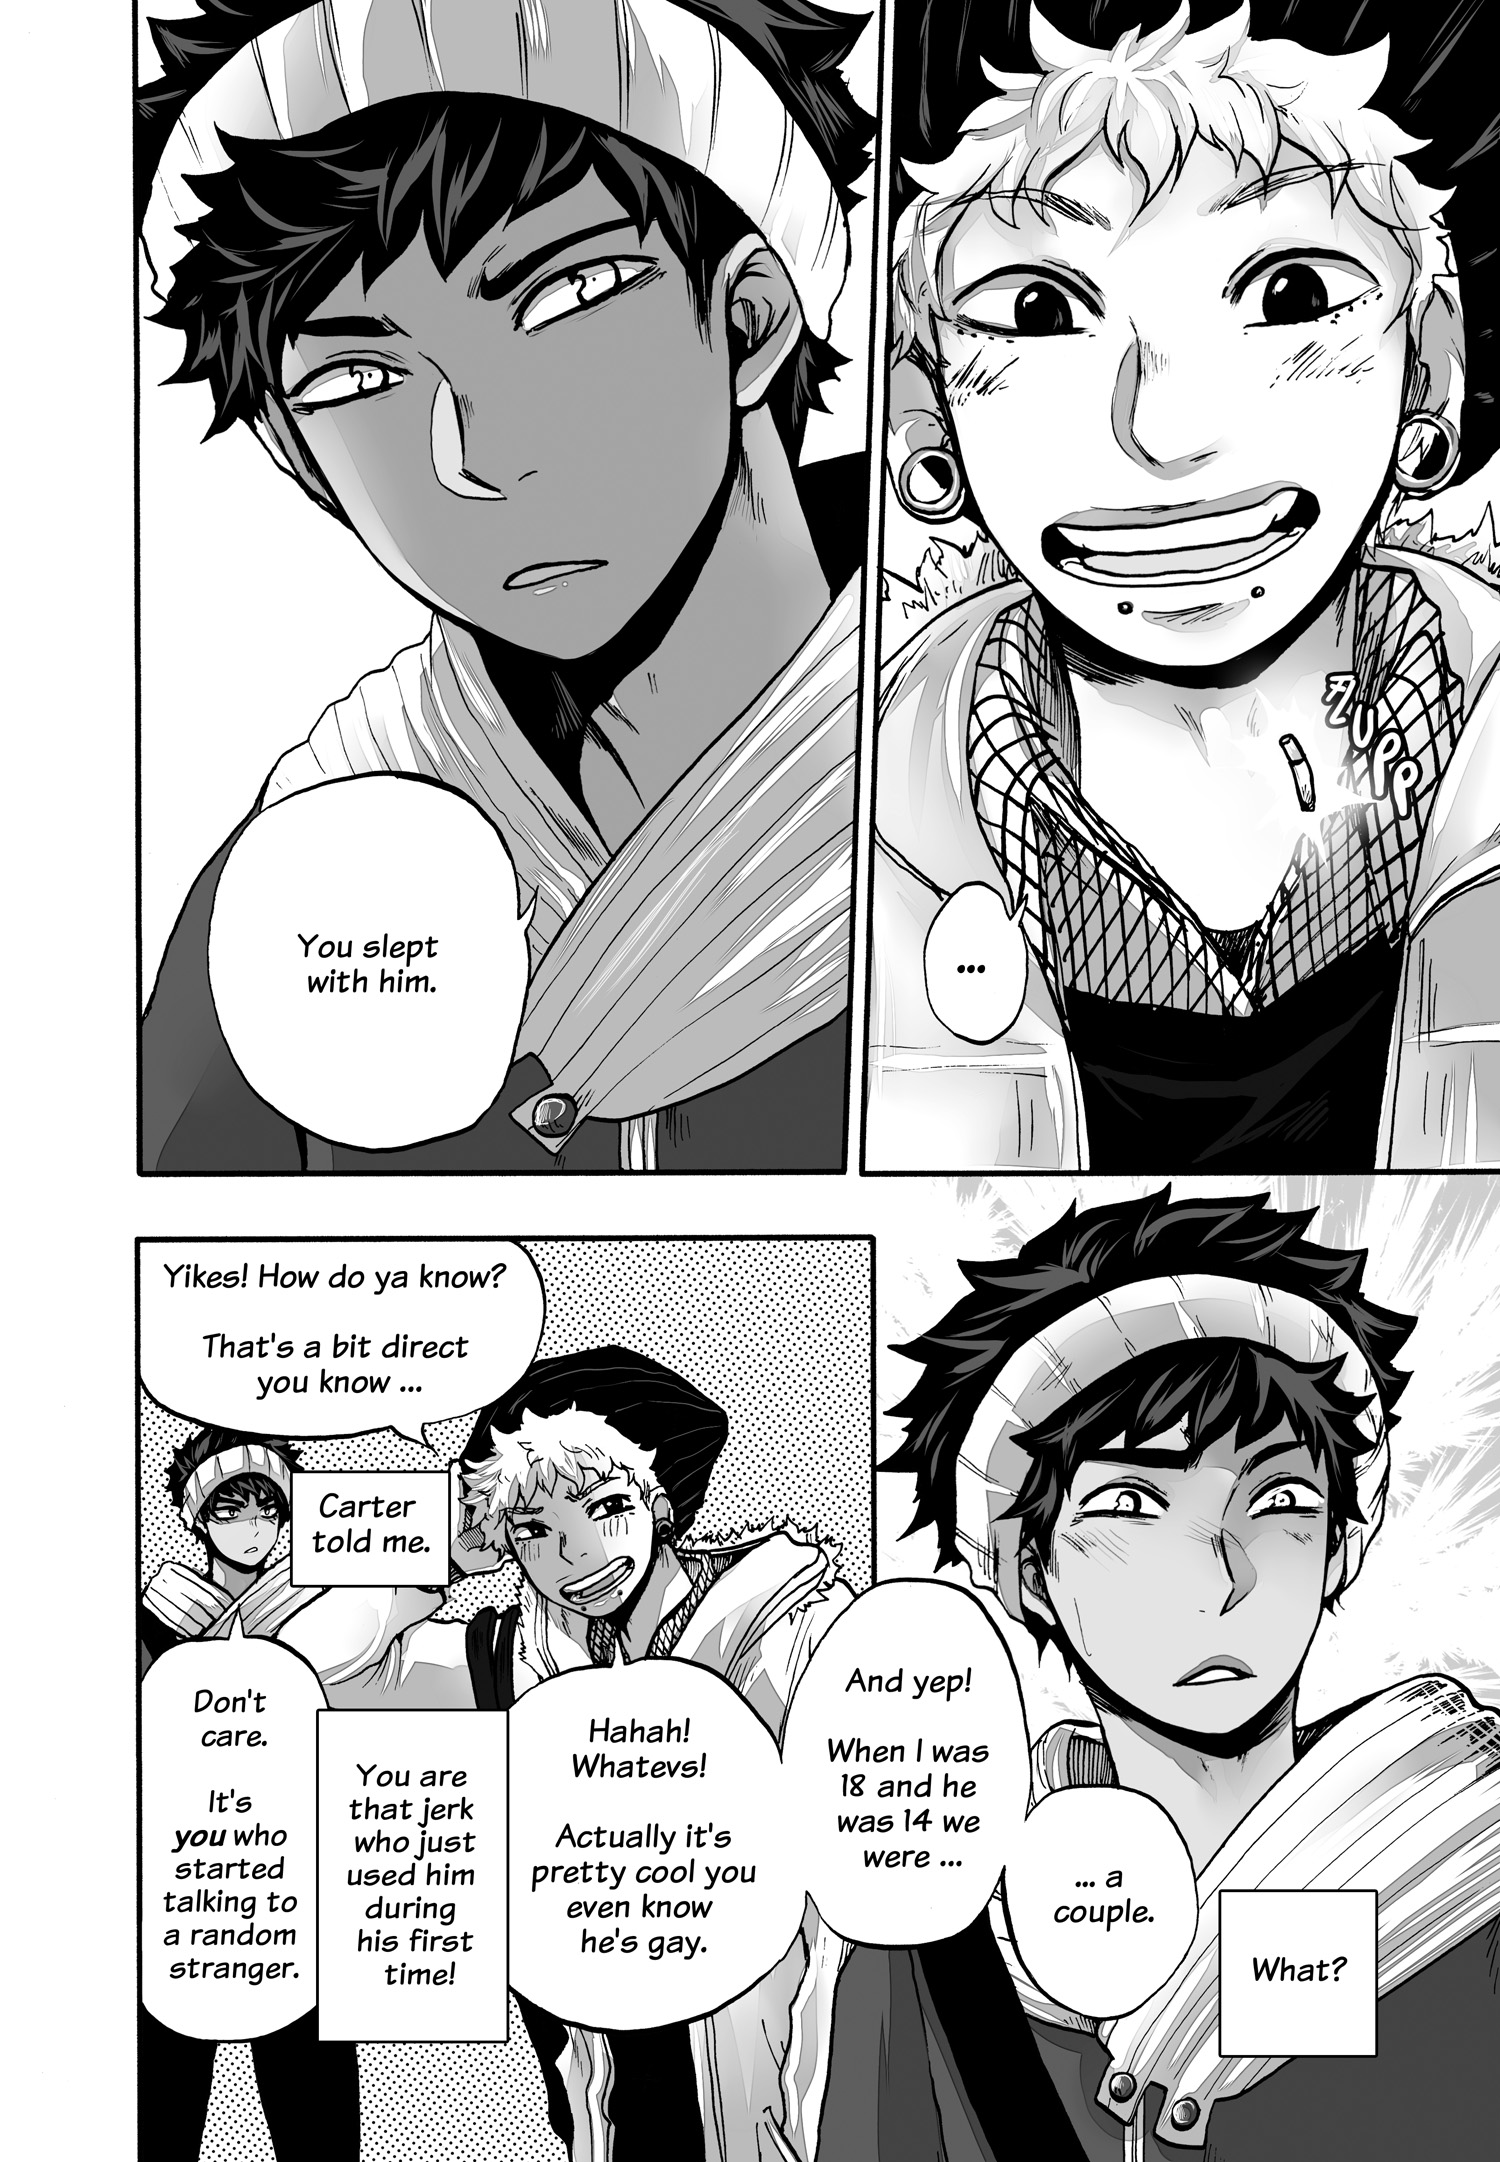 You slept
with him.
FLUPP
...
Yikes! How do ya know?
That's a bit direct
you know ...
Carter
told me.
Don't
care.
It's
you who
started
talking to
a random
stranger.
You are
that jerk
who just
used him
during
his first
time!
Hahah!
Whatevs!
Actually it's
pretty cool you
even know
he's gay.
And yep!
When I was
18 and he
was 14 we
were ...
... a
couple.
What?